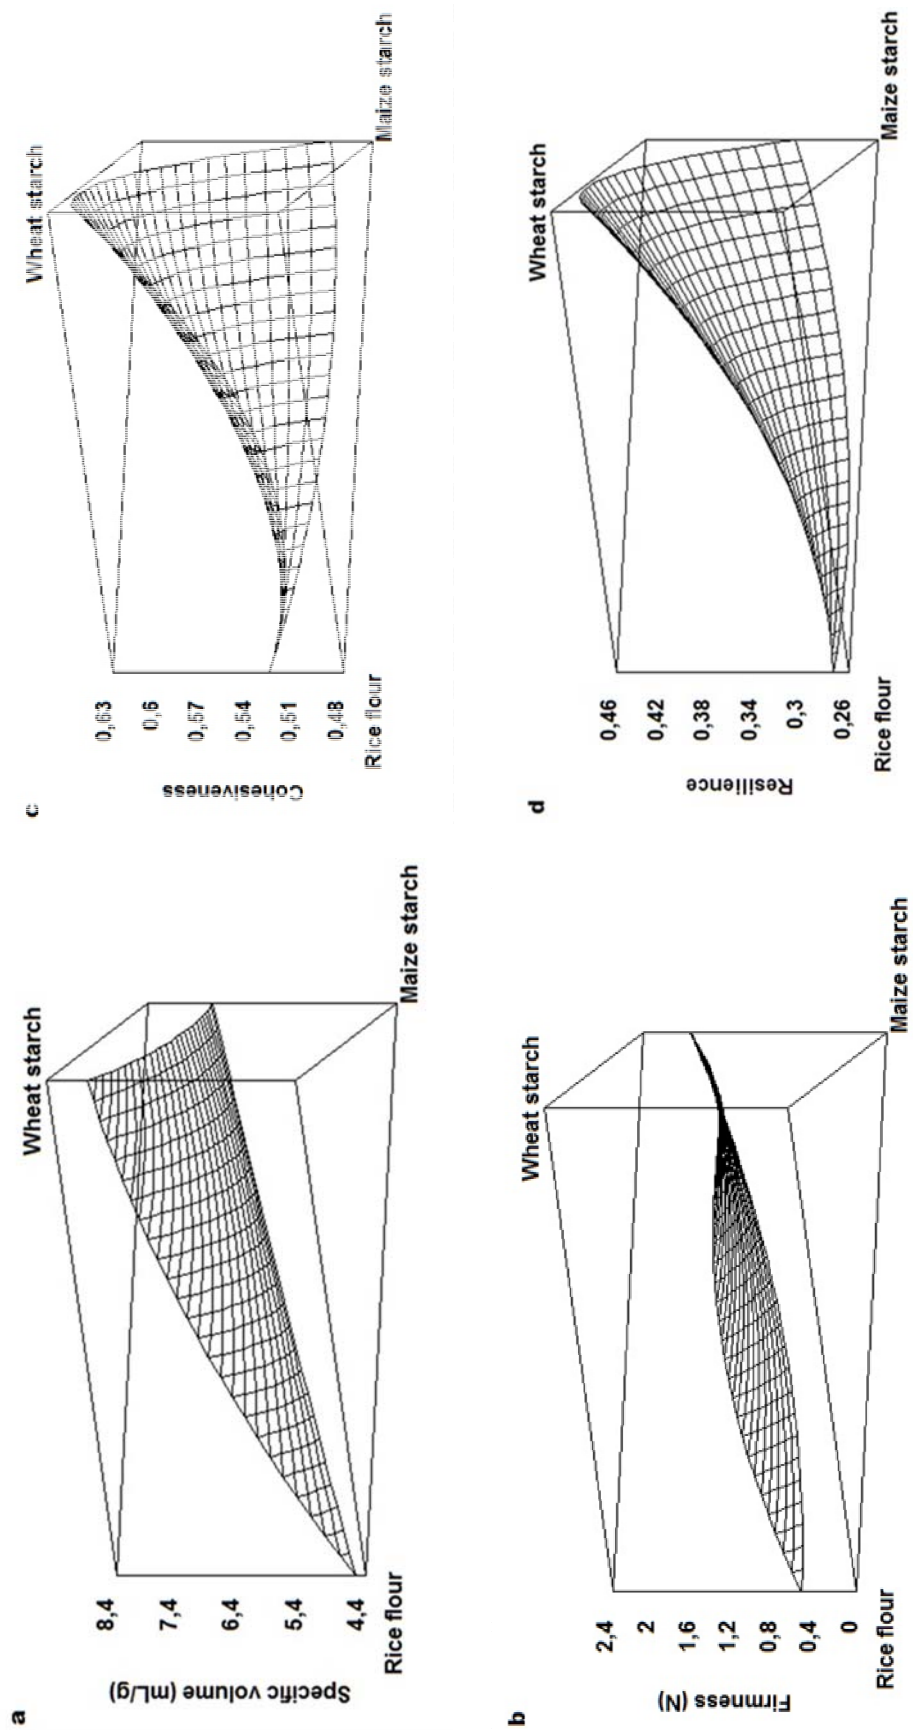 a
Wheat starch
8,4
7,4
6,4
5,4
4,4
Specific volume (mL/g)
Rice flour
Maize starch
c
Wheat starch
0,63
0,6
0,57
0,54
0,51
0,48
Cohesiveness
Rice flour
Maize starch
b
Wheat starch
2,4
2
1,6
1,2
0,8
0,4
0
Firmness (N)
Rice flour
Maize starch
d
Wheat starch
0,46
0,42
0,38
0,34
0,3
0,26
Resilience
Rice flour
Maize starch